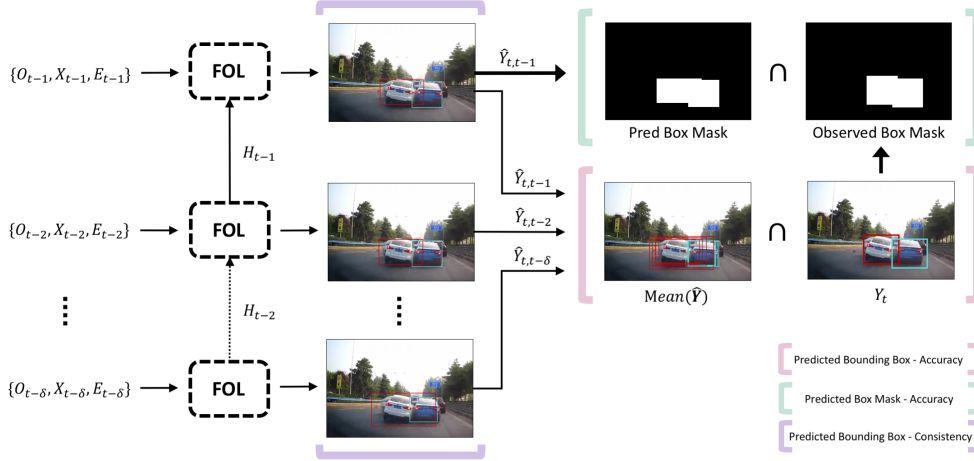 {O_{t−1}, X_{t−1}, E_{t−1}}
FOL
Ŷ_{t,t−1}
∩
Pred Box Mask
Observed Box Mask
H_{t−1}
Ŷ_{t,t−1}
{O_{t−2}, X_{t−2}, E_{t−2}}
FOL
Ŷ_{t,t−2}
∩
Ŷ_{t,t−δ}
Mean(Ŷ)
Y_t
H_{t−2}
{O_{t−δ}, X_{t−δ}, E_{t−δ}}
FOL
Predicted Bounding Box - Accuracy
Predicted Box Mask - Accuracy
Predicted Bounding Box - Consistency